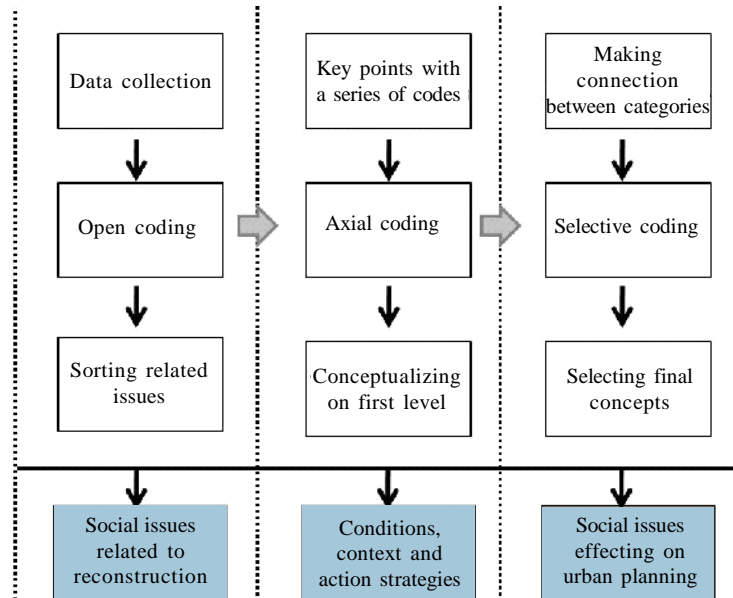 Data collection
Key points with
a series of codes
Making
connection
between categories
Open coding
Axial coding
Selective coding
Sorting related
issues
Conceptualizing
on first level
Selecting final
concepts
Social issues
related to
reconstruction
Conditions,
context and
action strategies
Social issues
effecting on
urban planning